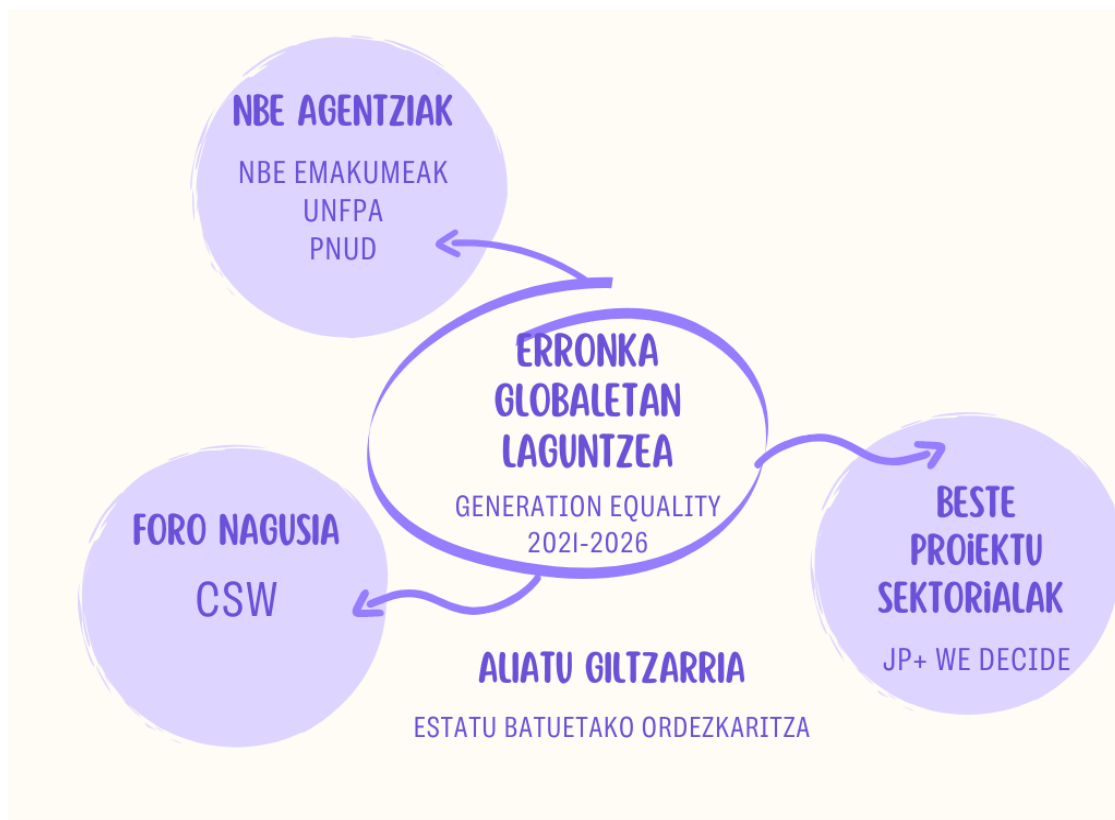 NBE AGENTZIAK
NBE EMAKUMEAK
UNFPA
PNUD
ERRONKA
GLOBALETAN
LAGUNTZEA
GENERATION EQUALITY
2021-2026
BESTE
PROiEKTU
SEKTORiALAK
JP+ WE DECIDE
FORO NAGUSIA
CSW
ALIATU GILTZARRIA
ESTATU BATUETAKO ORDEZKARITZA